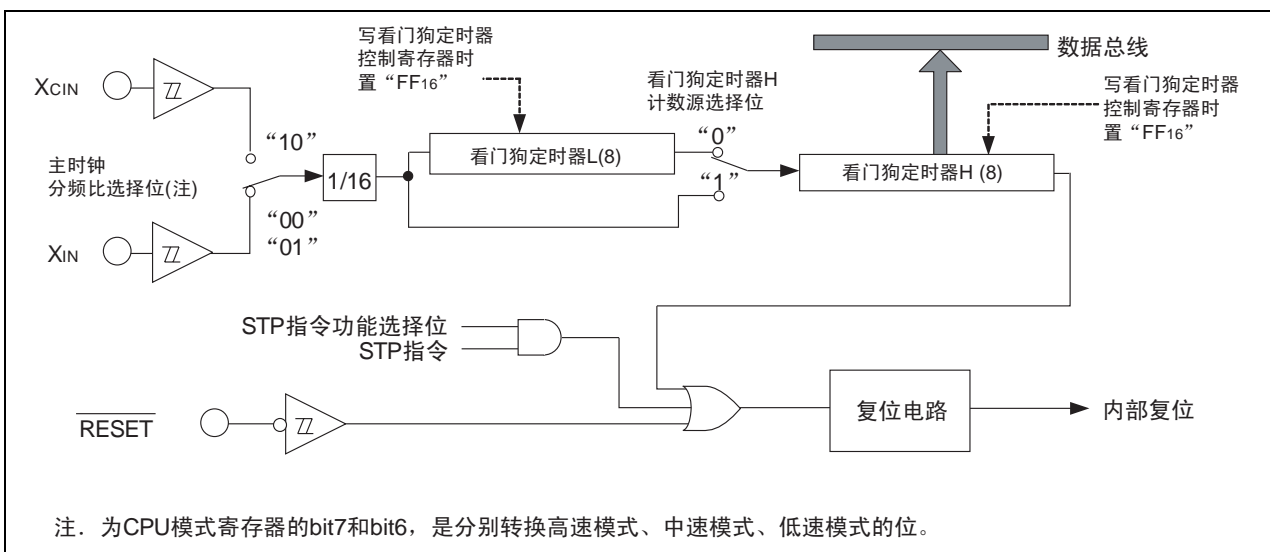 写看门狗定时器
控制寄存器时
置“FF16”
数据总线
XCIN
看门狗定时器H
计数源选择位
写看门狗定时器
控制寄存器时
置“FF16”
“10”
“0”
主时钟
分频比选择位(注)
1/16
看门狗定时器L(8)
“1”
看门狗定时器H (8)
“00”
“01”
XIN
STP指令功能选择位
STP指令
RESET
复位电路
内部复位
注．为CPU模式寄存器的bit7和bit6，是分别转换高速模式、中速模式、低速模式的位。